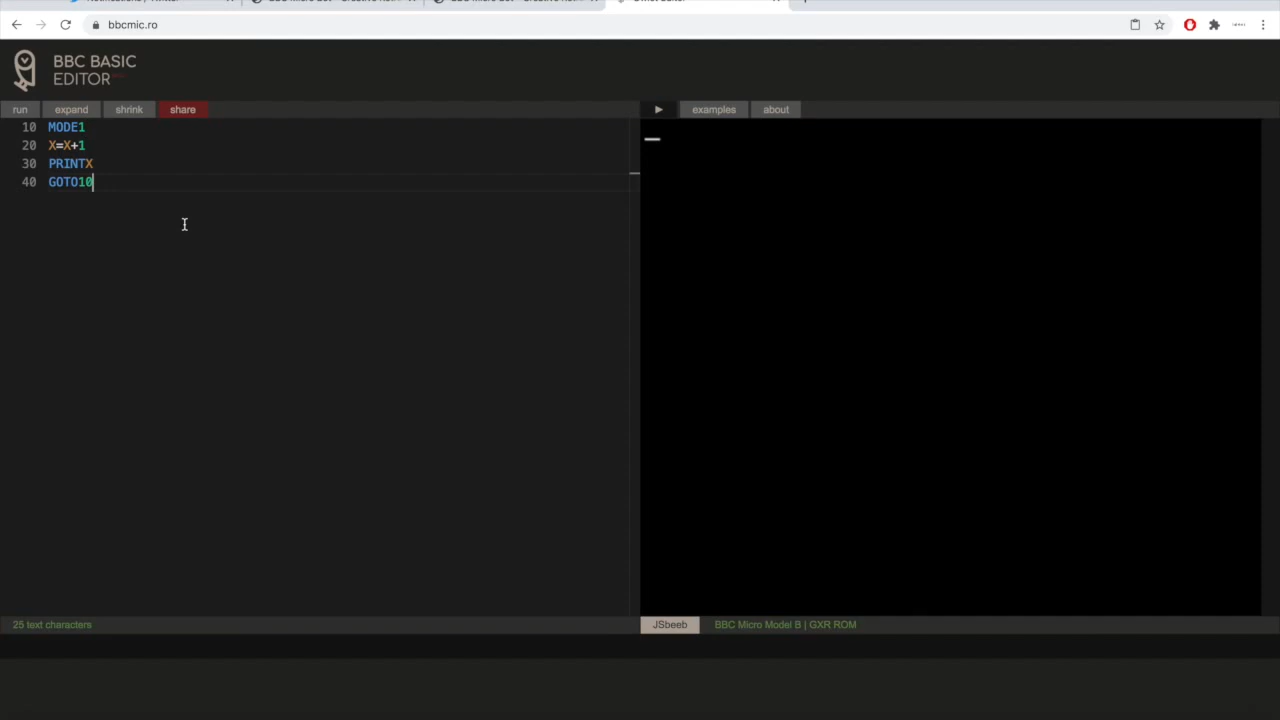 bbcmic.ro
BBC BASIC
EDITOR
run expand shrink share
examples about
10 MODE1
20 X=X+1
30 PRINTX
40 GOTO10
25 text characters
JSbeeb BBC Micro Model B | GXR ROM